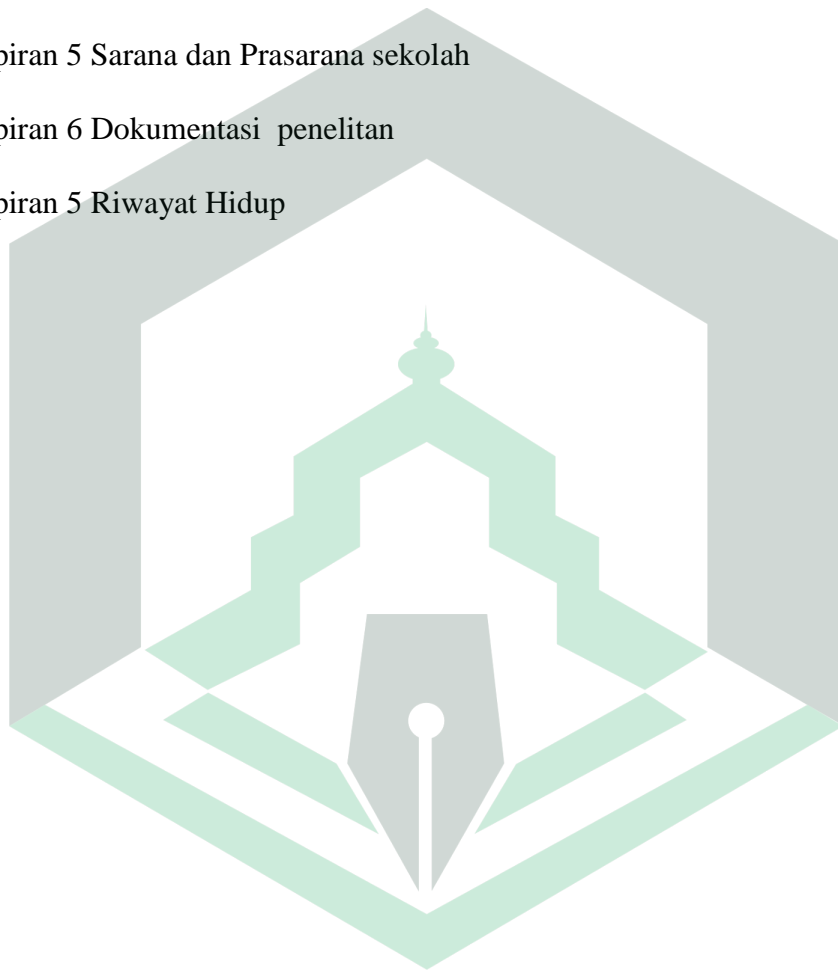 piran 5 Sarana dan Prasarana sekolah
piran 6 Dokumentasi  penelitan
piran 5 Riwayat Hidup